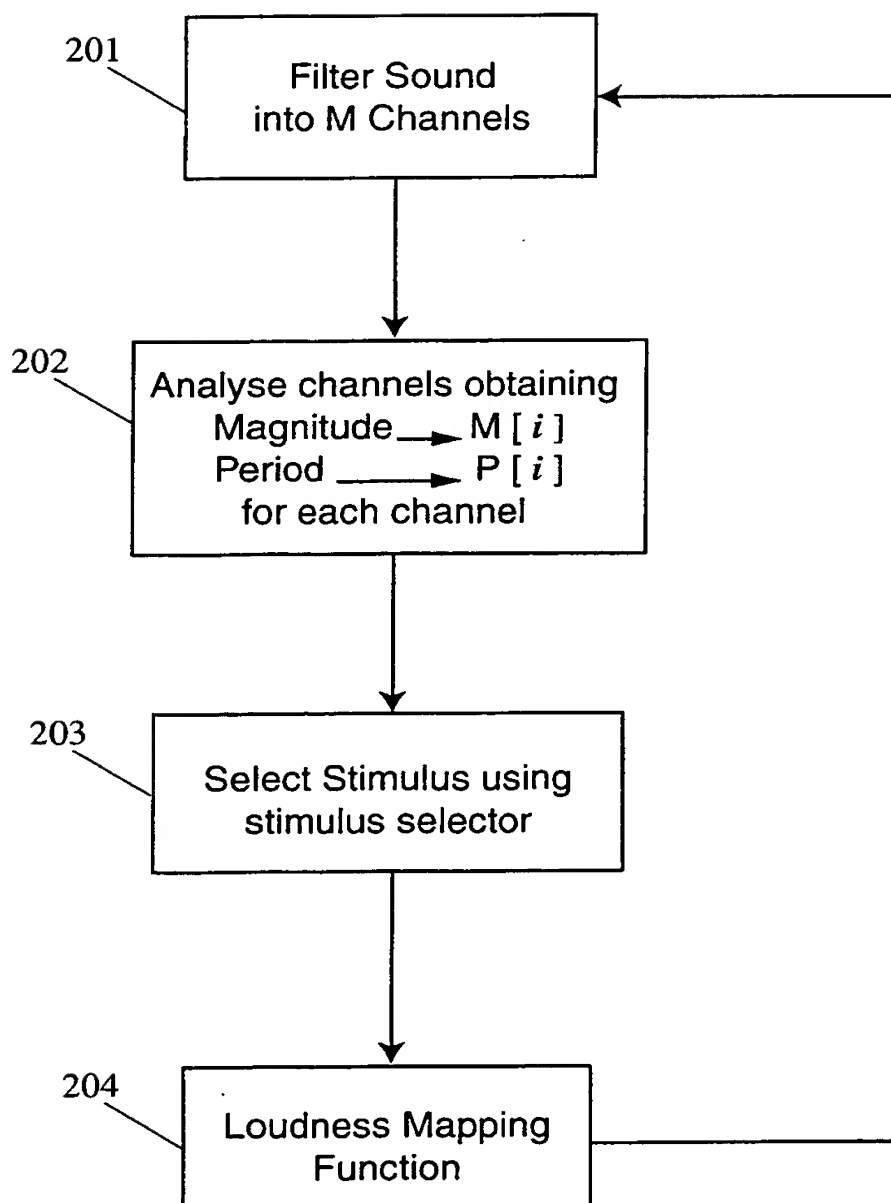 201
Filter Sound
into M Channels
202
Analyse channels obtaining
Magnitude → M [ i ]
Period → P [ i ]
for each channel
203
Select Stimulus using
stimulus selector
204
Loudness Mapping
Function